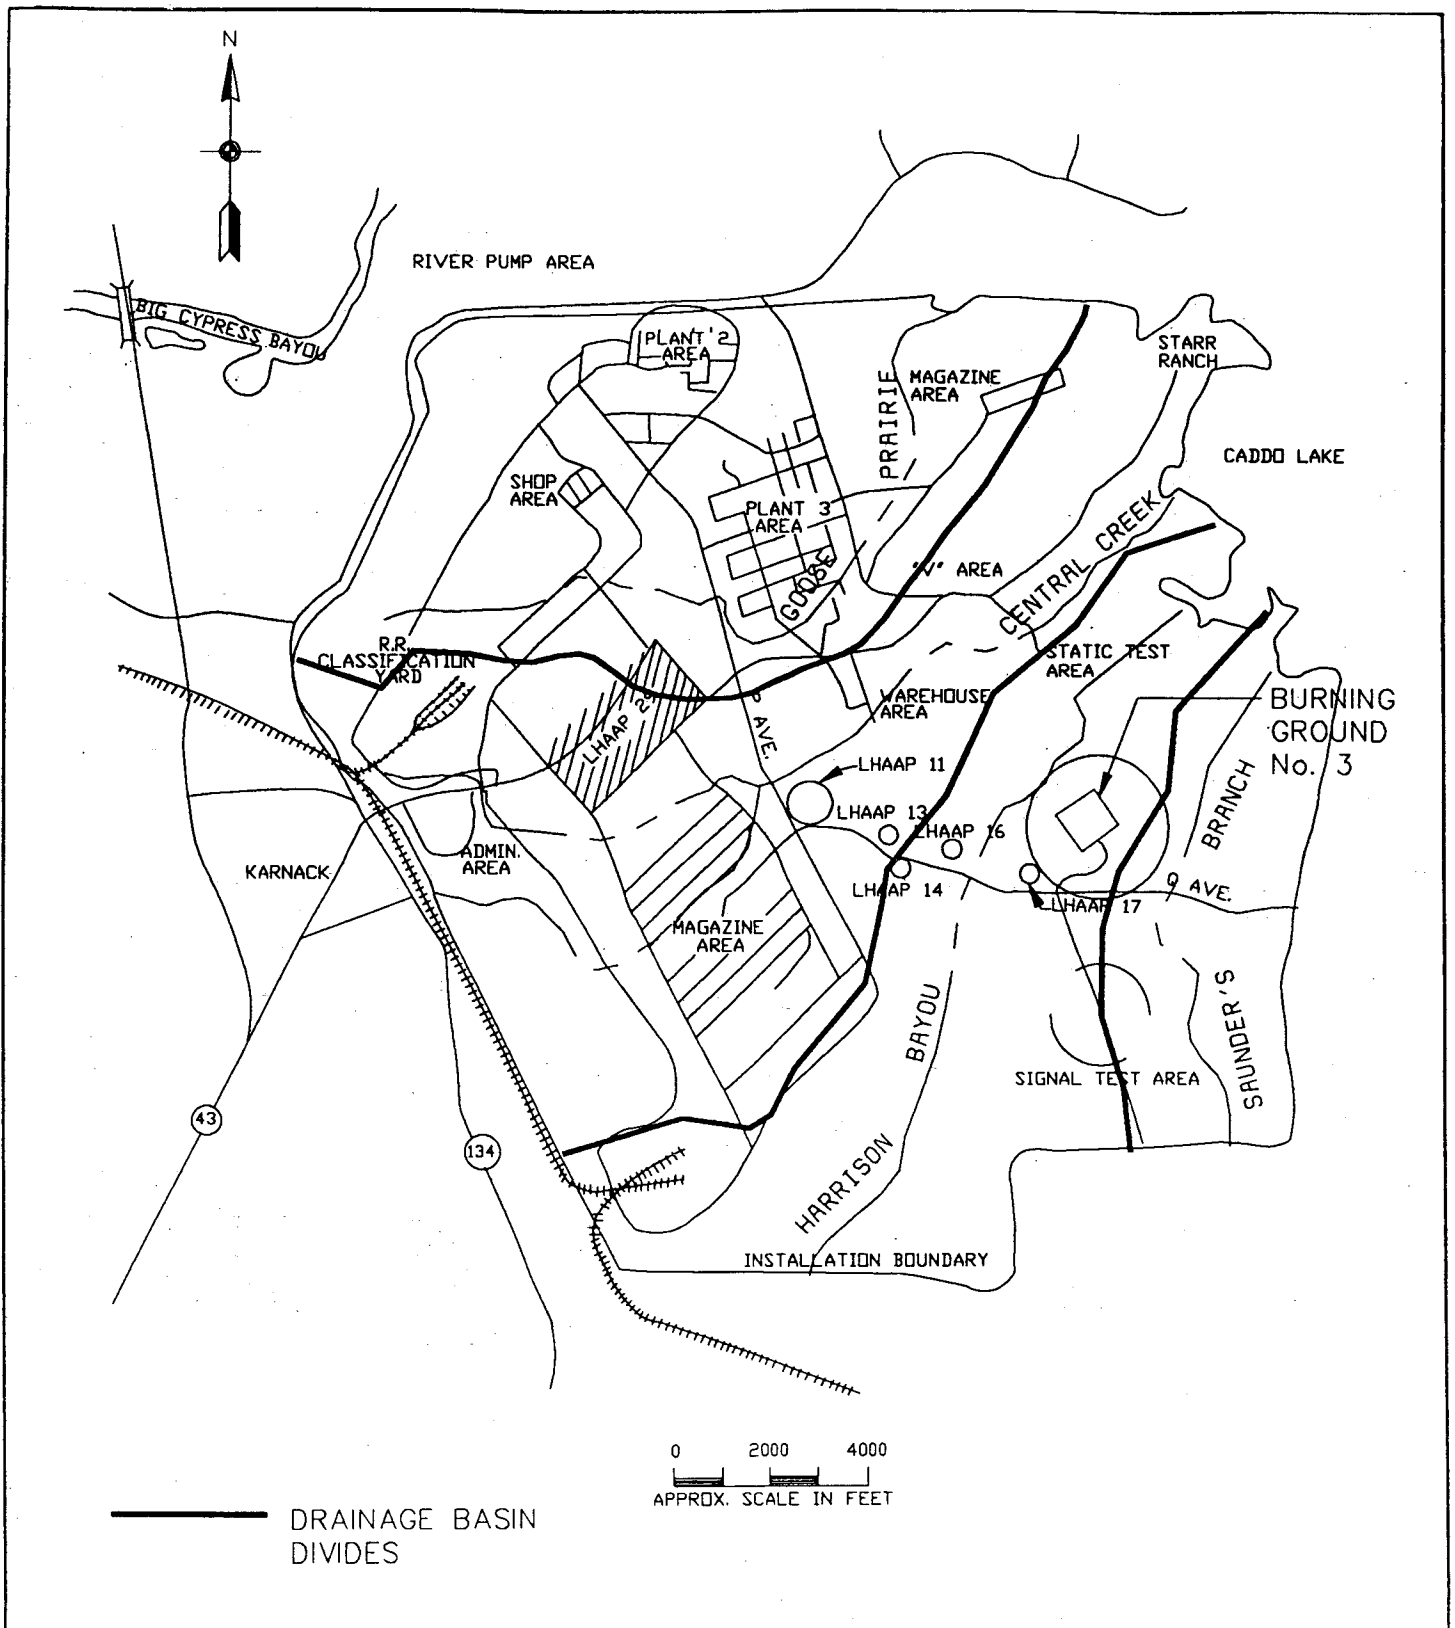 N
RIVER PUMP AREA
BIG CYPRESS BAYOU
PLANT 2
AREA
STARR
RANCH
MAGAZINE
AREA
PRAIRIE
CADDO LAKE
SHOP
AREA
PLANT 3
AREA
GOOSE
"V" AREA
CENTRAL CREEK
R.R.
CLASSIFICATION
YARD
STATIC TEST
AREA
WAREHOUSE
AREA
BURNING
GROUND
No. 3
P AVE.
LHAAP 11
LHAAP 13
LHAAP 16
BRANCH
ADMIN.
AREA
KARNACK
LHAAP 14
Q AVE.
LHAAP 17
MAGAZINE
AREA
BAYOU
SAUNDER'S
SIGNAL TEST AREA
43
134
HARRISON
INSTALLATION BOUNDARY
0 2000 4000
APPROX. SCALE IN FEET
DRAINAGE BASIN
DIVIDES